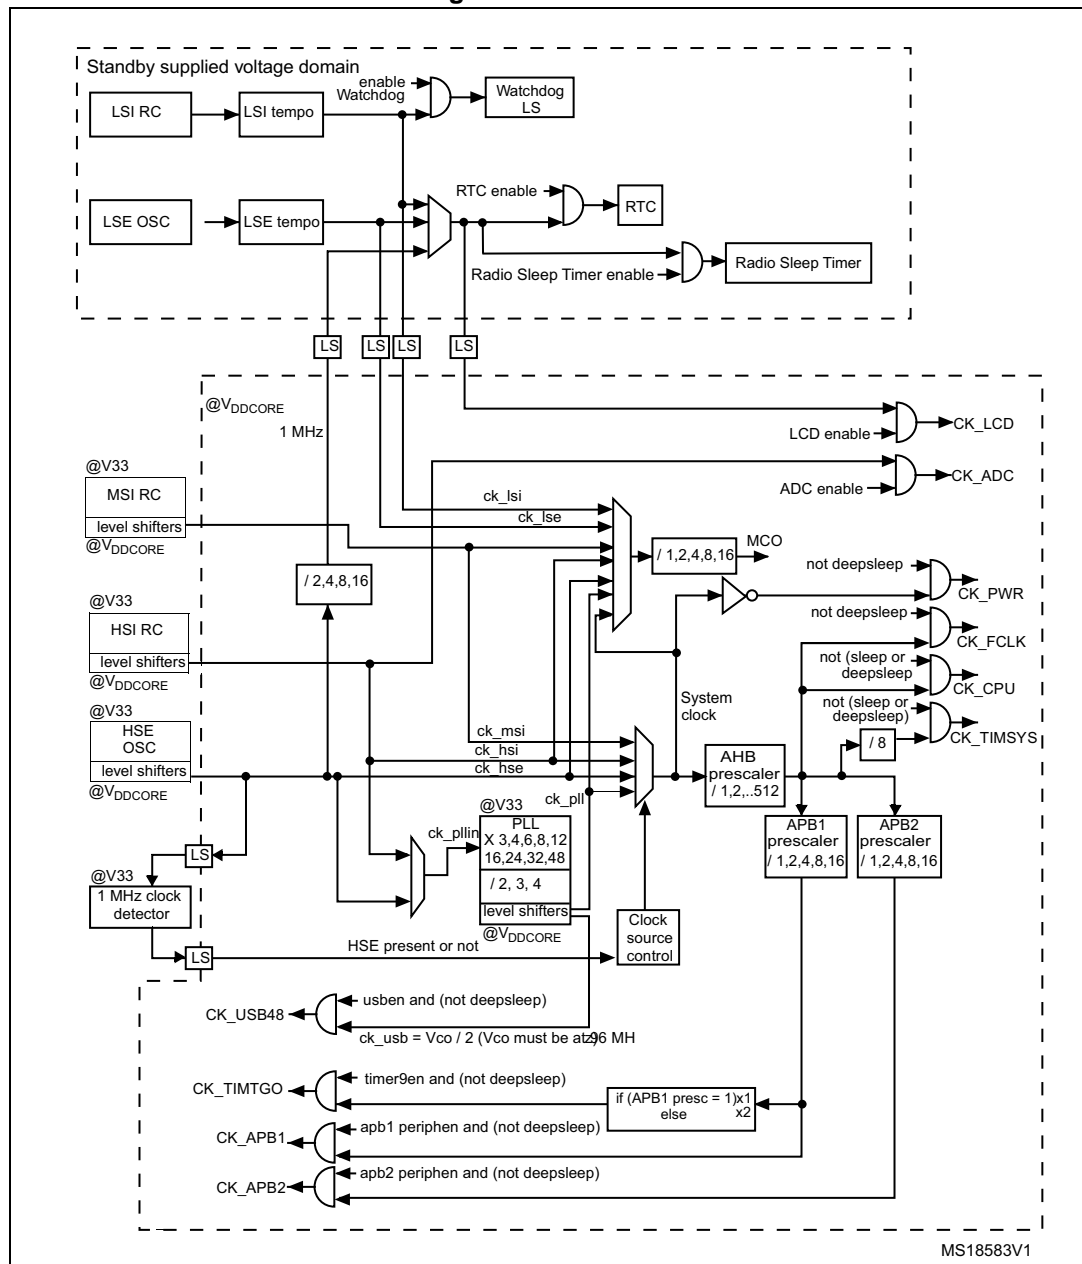 Standby supplied voltage domain
enable
Watchdog
Watchdog
LS
LSI RC
LSI tempo
RTC enable
RTC
LSE OSC
LSE tempo
Radio Sleep Timer enable
Radio Sleep Timer
LS
LS
LS
LS
@VDDCORE
1 MHz
LCD enable
CK_LCD
@V33
MSI RC
level shifters
@VDDCORE
ADC enable
CK_ADC
ck_lsi
ck_lse
/ 2,4,8,16
/ 1,2,4,8,16
MCO
not deepsleep
CK_PWR
@V33
HSI RC
level shifters
@VDDCORE
not deepsleep
CK_FCLK
not (sleep or
deepsleep
CK_CPU
System
clock
not (sleep or
deepsleep)
CK_TIMSYS
@V33
HSE
OSC
level shifters
@VDDCORE
ck_msi
ck_hsi
ck_hse
ck_pll
AHB
prescaler
/ 1,2,..512
/ 8
@V33
PLL
X 3,4,6,8,12
16,24,32,48
/ 2, 3, 4
level shifters
@VDDCORE
ck_pllin
APB1
prescaler
/ 1,2,4,8,16
APB2
prescaler
/ 1,2,4,8,16
LS
@V33
1 MHz clock
detector
LS
HSE present or not
Clock
source
control
usben and (not deepsleep)
CK_USB48
ck_usb = Vco / 2 (Vco must be at 96 MHz)
timer9en and (not deepsleep)
CK_TIMTGO
if (APB1 presc = 1)x1
else x2
apb1 periphen and (not deepsleep)
CK_APB1
apb2 periphen and (not deepsleep)
CK_APB2
MS18583V1